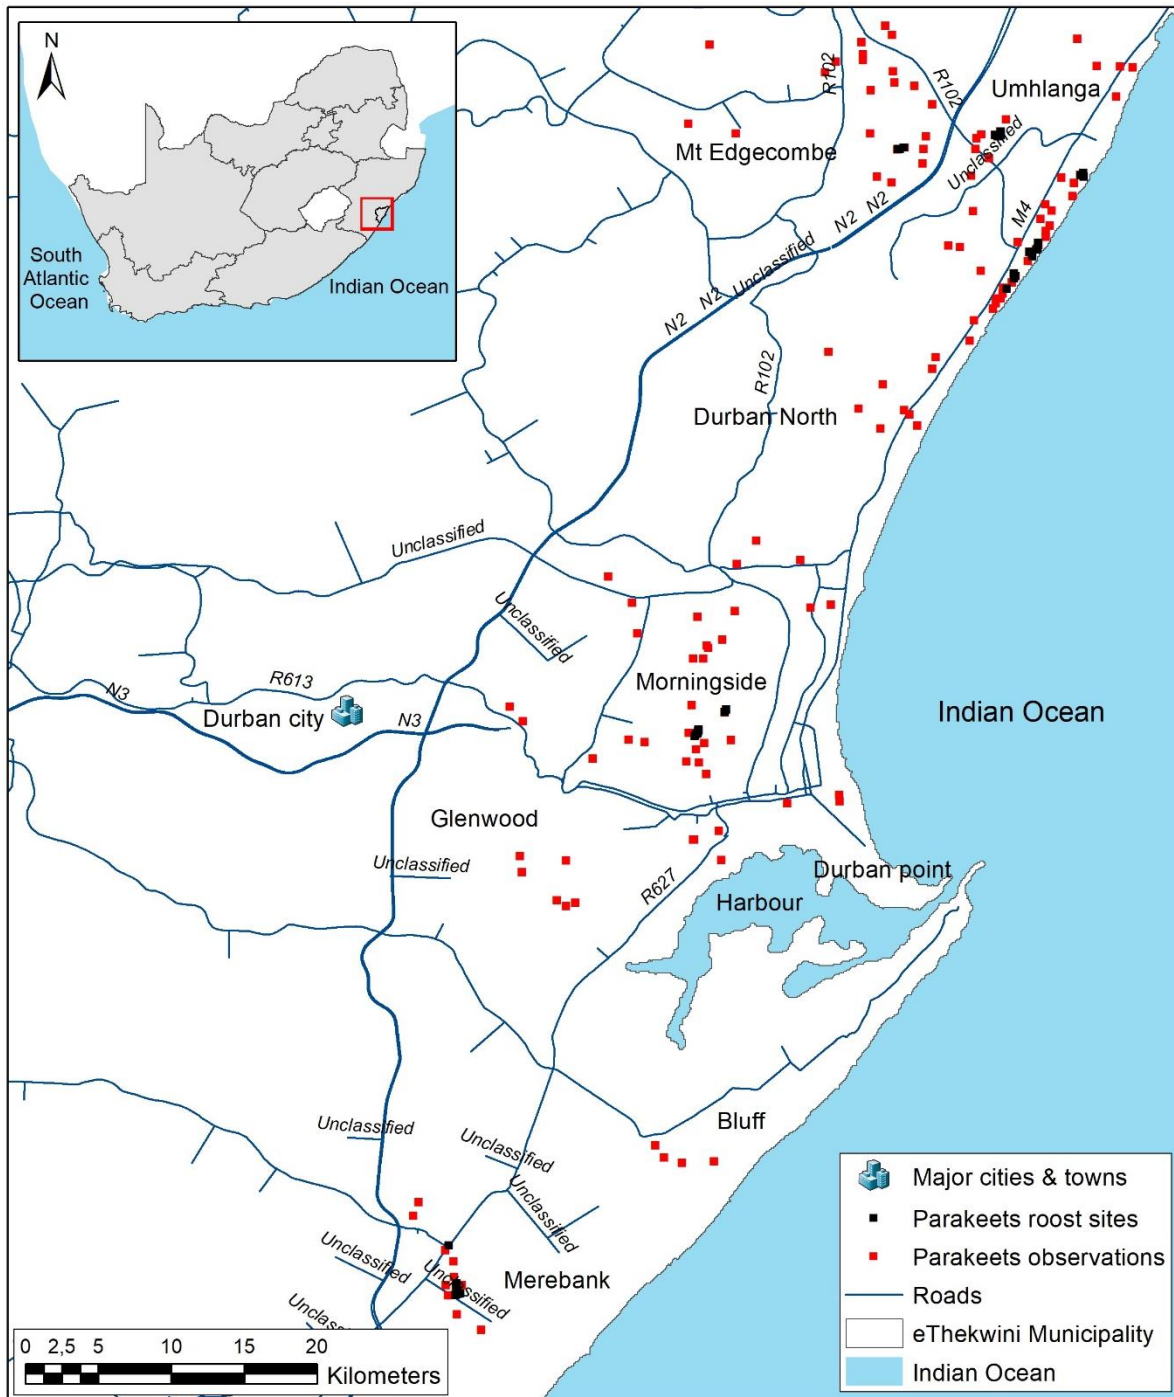 N
South
Atlantic
Ocean
Indian Ocean
R102
R102
Umhlanga
Mt Edgecombe
Unclassified
N2
N2
M4
Unclassified
N2
N2
R102
Durban North
Unclassified
Unclassified
R613
Morningside
N3
Durban city
N3
Indian Ocean
Glenwood
Unclassified
R627
Durban point
Harbour
Bluff
Unclassified
Unclassified
Unclassified
Unclassified
Unclassified
Merebank
Unclassified
Major cities & towns
Parakeets roost sites
Parakeets observations
Roads
eThekwini Municipality
Indian Ocean
0 2,5 5 10 15 20
Kilometers